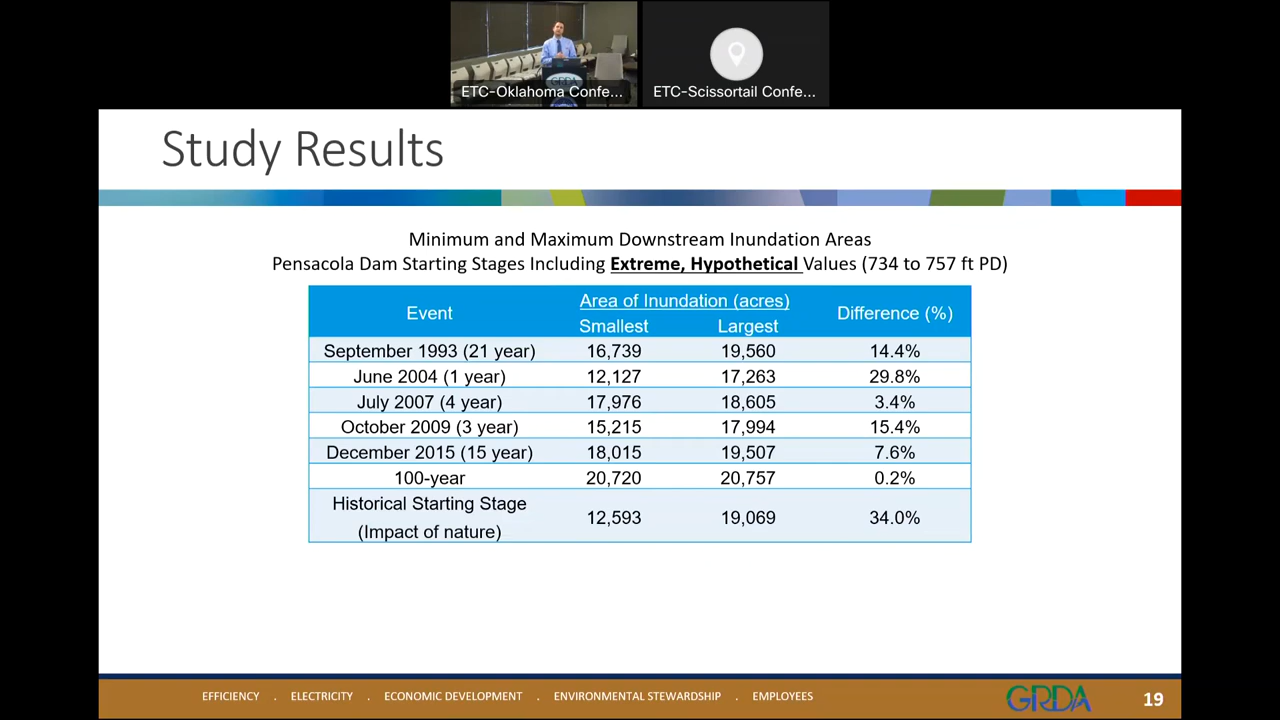 ETC-Oklahoma Confe...
ETC-Scissortail Confe...
Study Results
Minimum and Maximum Downstream Inundation Areas
Pensacola Dam Starting Stages Including Extreme, Hypothetical Values (734 to 757 ft PD)
Event Area of Inundation (acres) Difference (%)
Smallest Largest
September 1993 (21 year) 16,739 19,560 14.4%
June 2004 (1 year) 12,127 17,263 29.8%
July 2007 (4 year) 17,976 18,605 3.4%
October 2009 (3 year) 15,215 17,994 15.4%
December 2015 (15 year) 18,015 19,507 7.6%
100-year 20,720 20,757 0.2%
Historical Starting Stage
(Impact of nature) 12,593 19,069 34.0%
EFFICIENCY . ELECTRICITY . ECONOMIC DEVELOPMENT . ENVIRONMENTAL STEWARDSHIP . EMPLOYEES
GRDA
19